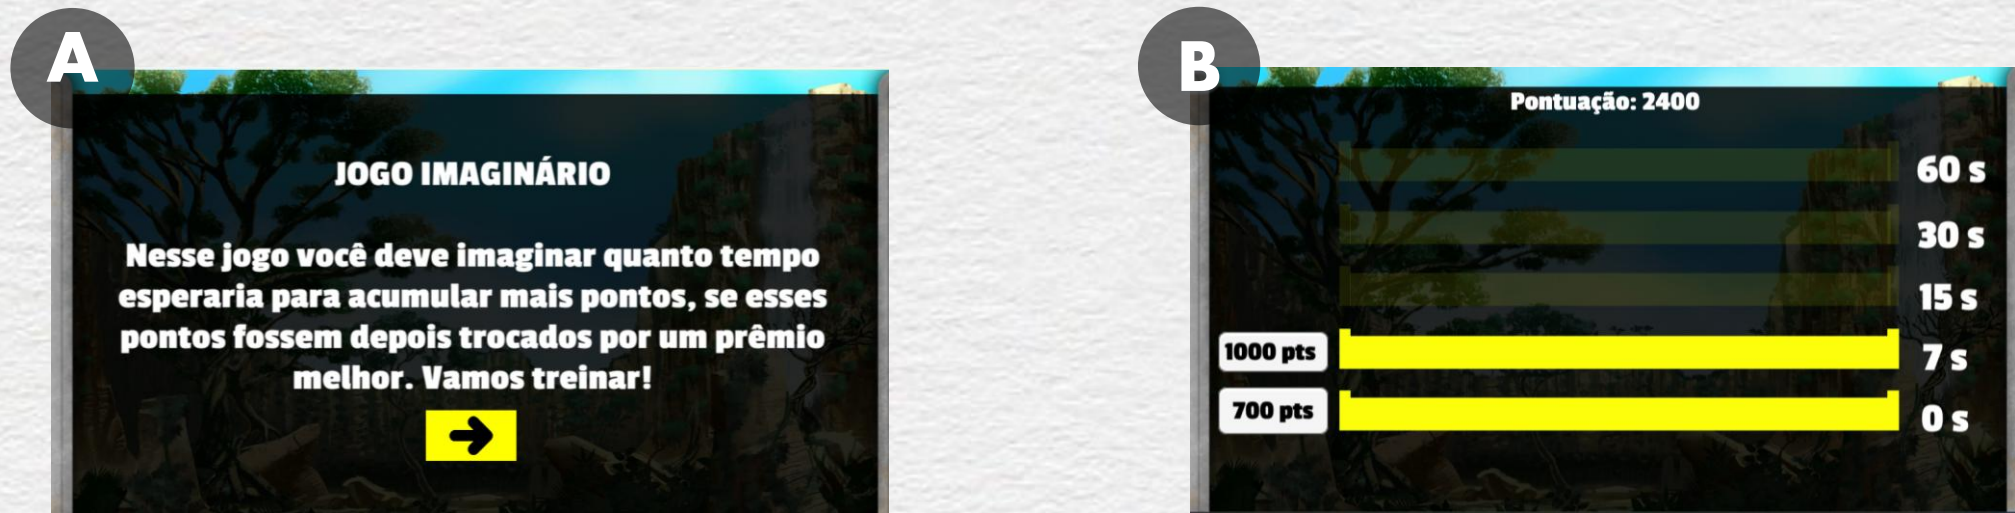 A
JOGO IMAGINÁRIO
Nesse jogo você deve imaginar quanto tempo
esperaria para acumular mais pontos, se esses
pontos fossem depois trocados por um prêmio
melhor. Vamos treinar!
B
Pontuação: 2400
60 s
30 s
15 s
1000 pts 7 s
700 pts 0 s